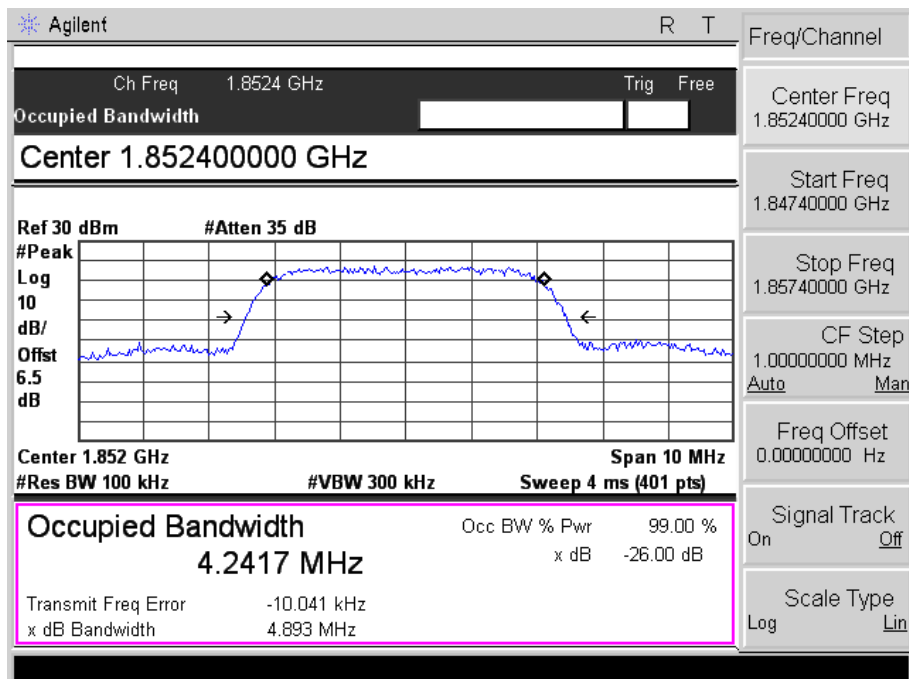 Agilent R T
Ch Freq 1.8524 GHz Trig Free
Occupied Bandwidth
Center 1.852400000 GHz
Ref 30 dBm #Atten 35 dB
#Peak
Log
10
dB/
Offst
6.5
dB
Center 1.852 GHz Span 10 MHz
#Res BW 100 kHz #VBW 300 kHz Sweep 4 ms (401 pts)
Occupied Bandwidth Occ BW % Pwr 99.00 %
4.2417 MHz x dB -26.00 dB
Transmit Freq Error -10.041 kHz
x dB Bandwidth 4.893 MHz
Freq/Channel
Center Freq
1.85240000 GHz
Start Freq
1.84740000 GHz
Stop Freq
1.85740000 GHz
CF Step
1.00000000 MHz
Auto Man
Freq Offset
0.00000000 Hz
Signal Track
On Off
Scale Type
Log Lin